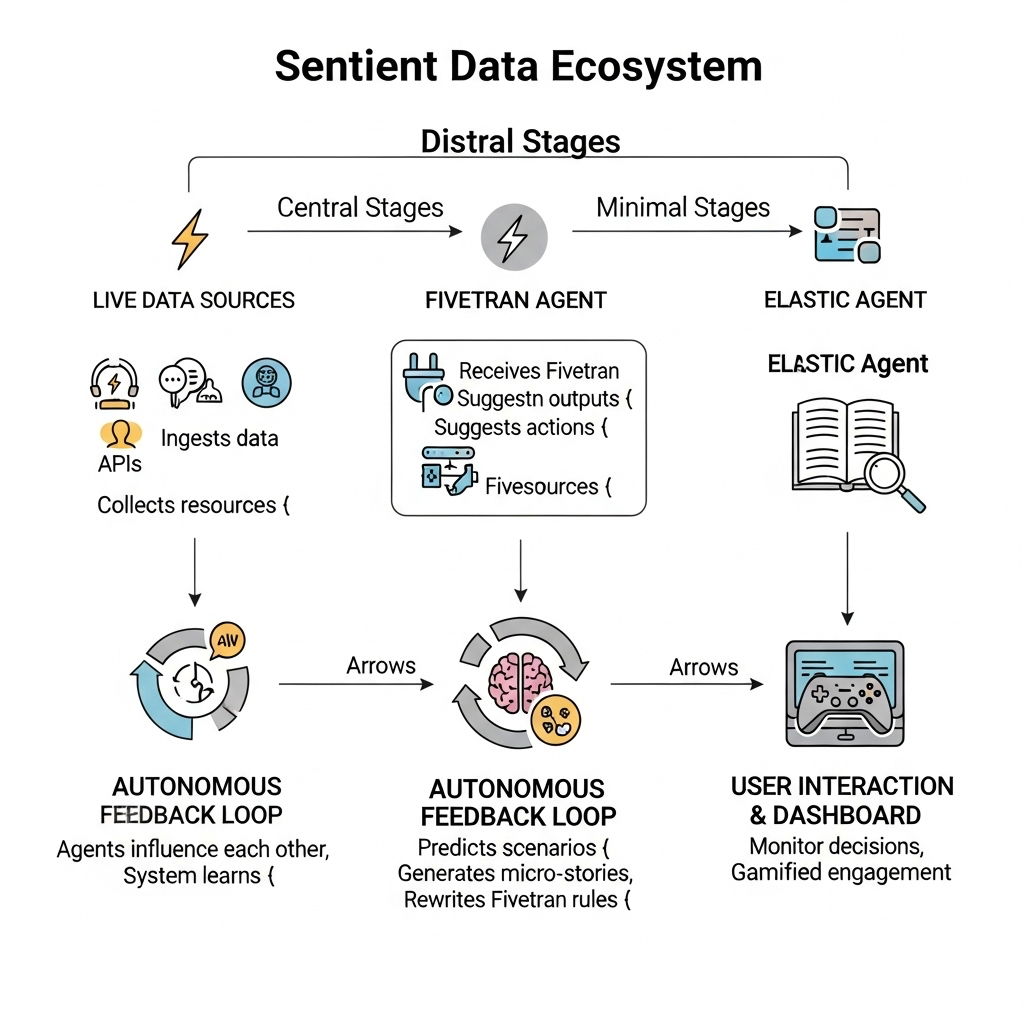 Sentient Data Ecosystem
Distral Stages
Central Stages
Minimal Stages
LIVE DATA SOURCES
FIVETRAN AGENT
ELASTIC AGENT
ELASTIC Agent
Receives Fivetran
Suggestn outputs {
Suggests actions {
Fivesources {
Ingests data
APIs
Collects resources {
Arrows
Arrows
AUTONOMOUS
FEEDBACK LOOP
Agents influence each other,
System learns {
AUTONOMOUS
FEEDBACK LOOP
Predicts scenarios {
Generates micro-stories,
Rewrites Fivetran rules {
USER INTERACTION
& DASHBOARD
Monitor decisions,
Gamified engagement